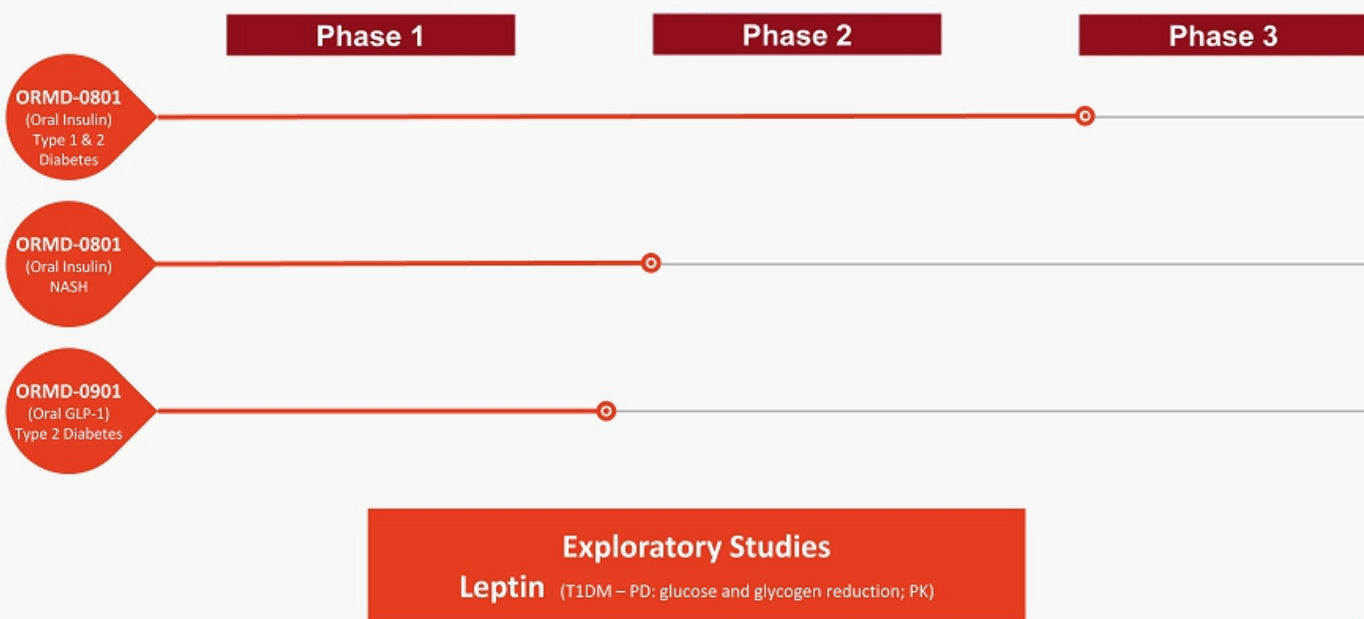 Phase 1
Phase 2
Phase 3
ORMD-0801
(Oral Insulin)
Type 1 & 2
Diabetes
ORMD-0801
(Oral Insulin)
NASH
ORMD-0901
(Oral GLP-1)
Type 2 Diabetes
Exploratory Studies
Leptin (T1DM – PD: glucose and glycogen reduction; PK)